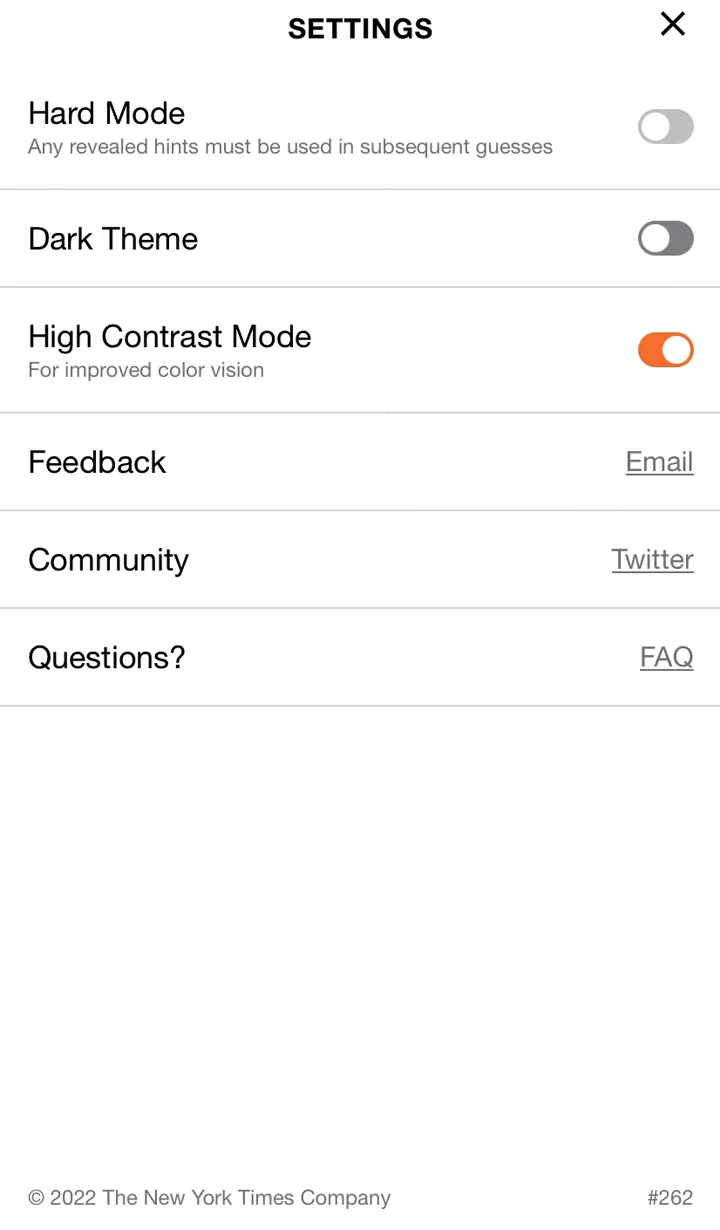 SETTINGS
Hard Mode
Any revealed hints must be used in subsequent guesses
Dark Theme
High Contrast Mode
For improved color vision
Feedback Email
Community Twitter
Questions? FAQ
© 2022 The New York Times Company #262